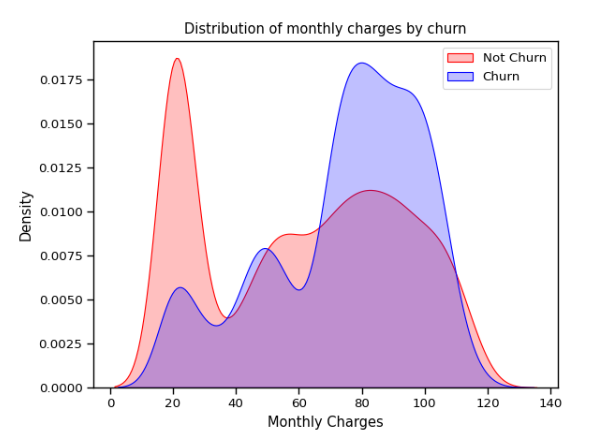 Distribution of monthly charges by churn
Not Churn
Churn
0.0175
0.0150
0.0125
0.0100
0.0075
0.0050
0.0025
0.0000
Density
0 20 40 60 80 100 120 140
Monthly Charges